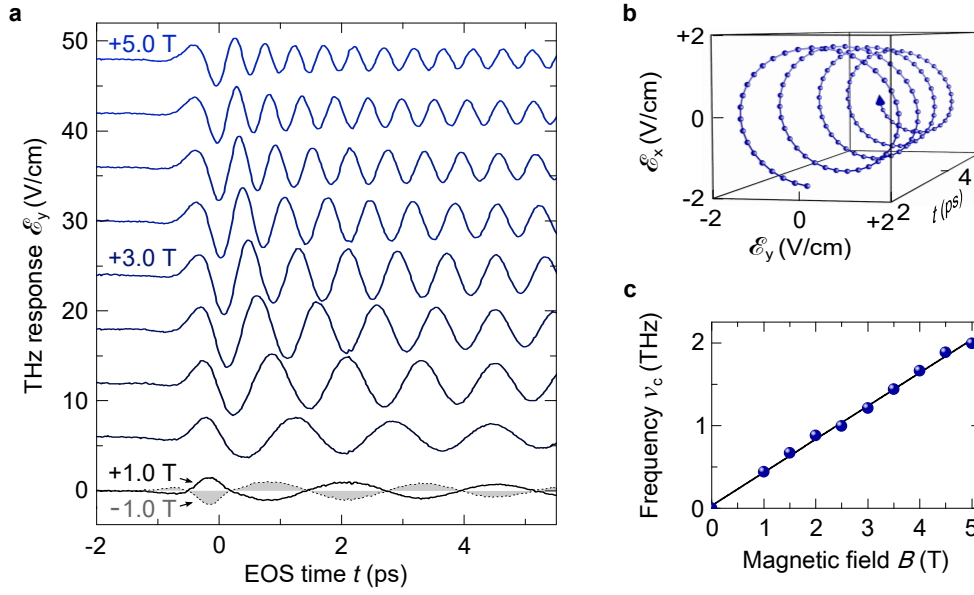 a
+5.0 T
+3.0 T
+1.0 T
−1.0 T
50
40
30
20
10
0
THz response ℰy (V/cm)
-2
0
2
4
EOS time t (ps)
b
+2
0
-2
ℰx (V/cm)
-2
0
+2
ℰy (V/cm)
2
4
t (ps)
c
2
1
0
Frequency νc (THz)
0
1
2
3
4
5
Magnetic field B (T)